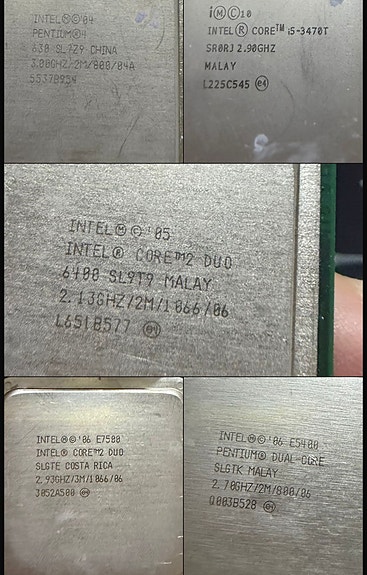 INTEL Ⓜ©'04
PENTIUM®4
630 SL7Z9 CHINA
3.00GHZ/2M/800/04A
5537B954
i Ⓜ © 10
INTEL® CORE™ i5-3470T
SR0RJ 2.90GHZ
MALAY
L225C545 e4
INTEL Ⓜ © '05
INTEL® CORE™2 DUO
6400 SL9T9 MALAY
2.13GHZ/2M/1066/06
L651B577 e4
INTEL Ⓜ©'06 E7500
INTEL® CORE™2 DUO
SLGTE COSTA RICA
2.93GHZ/3M/1066/06
3852A500 e4
INTEL Ⓜ©'06 E5400
PENTIUM® DUAL-CORE
SLGTK MALAY
2.70GHZ/2M/800/06
Q003B528 e4